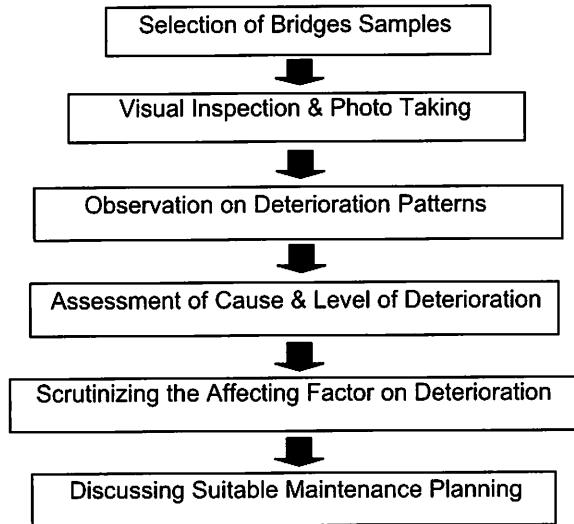 Selection of Bridges Samples
Visual Inspection & Photo Taking
Observation on Deterioration Patterns
Assessment of Cause & Level of Deterioration
Scrutinizing the Affecting Factor on Deterioration
Discussing Suitable Maintenance Planning